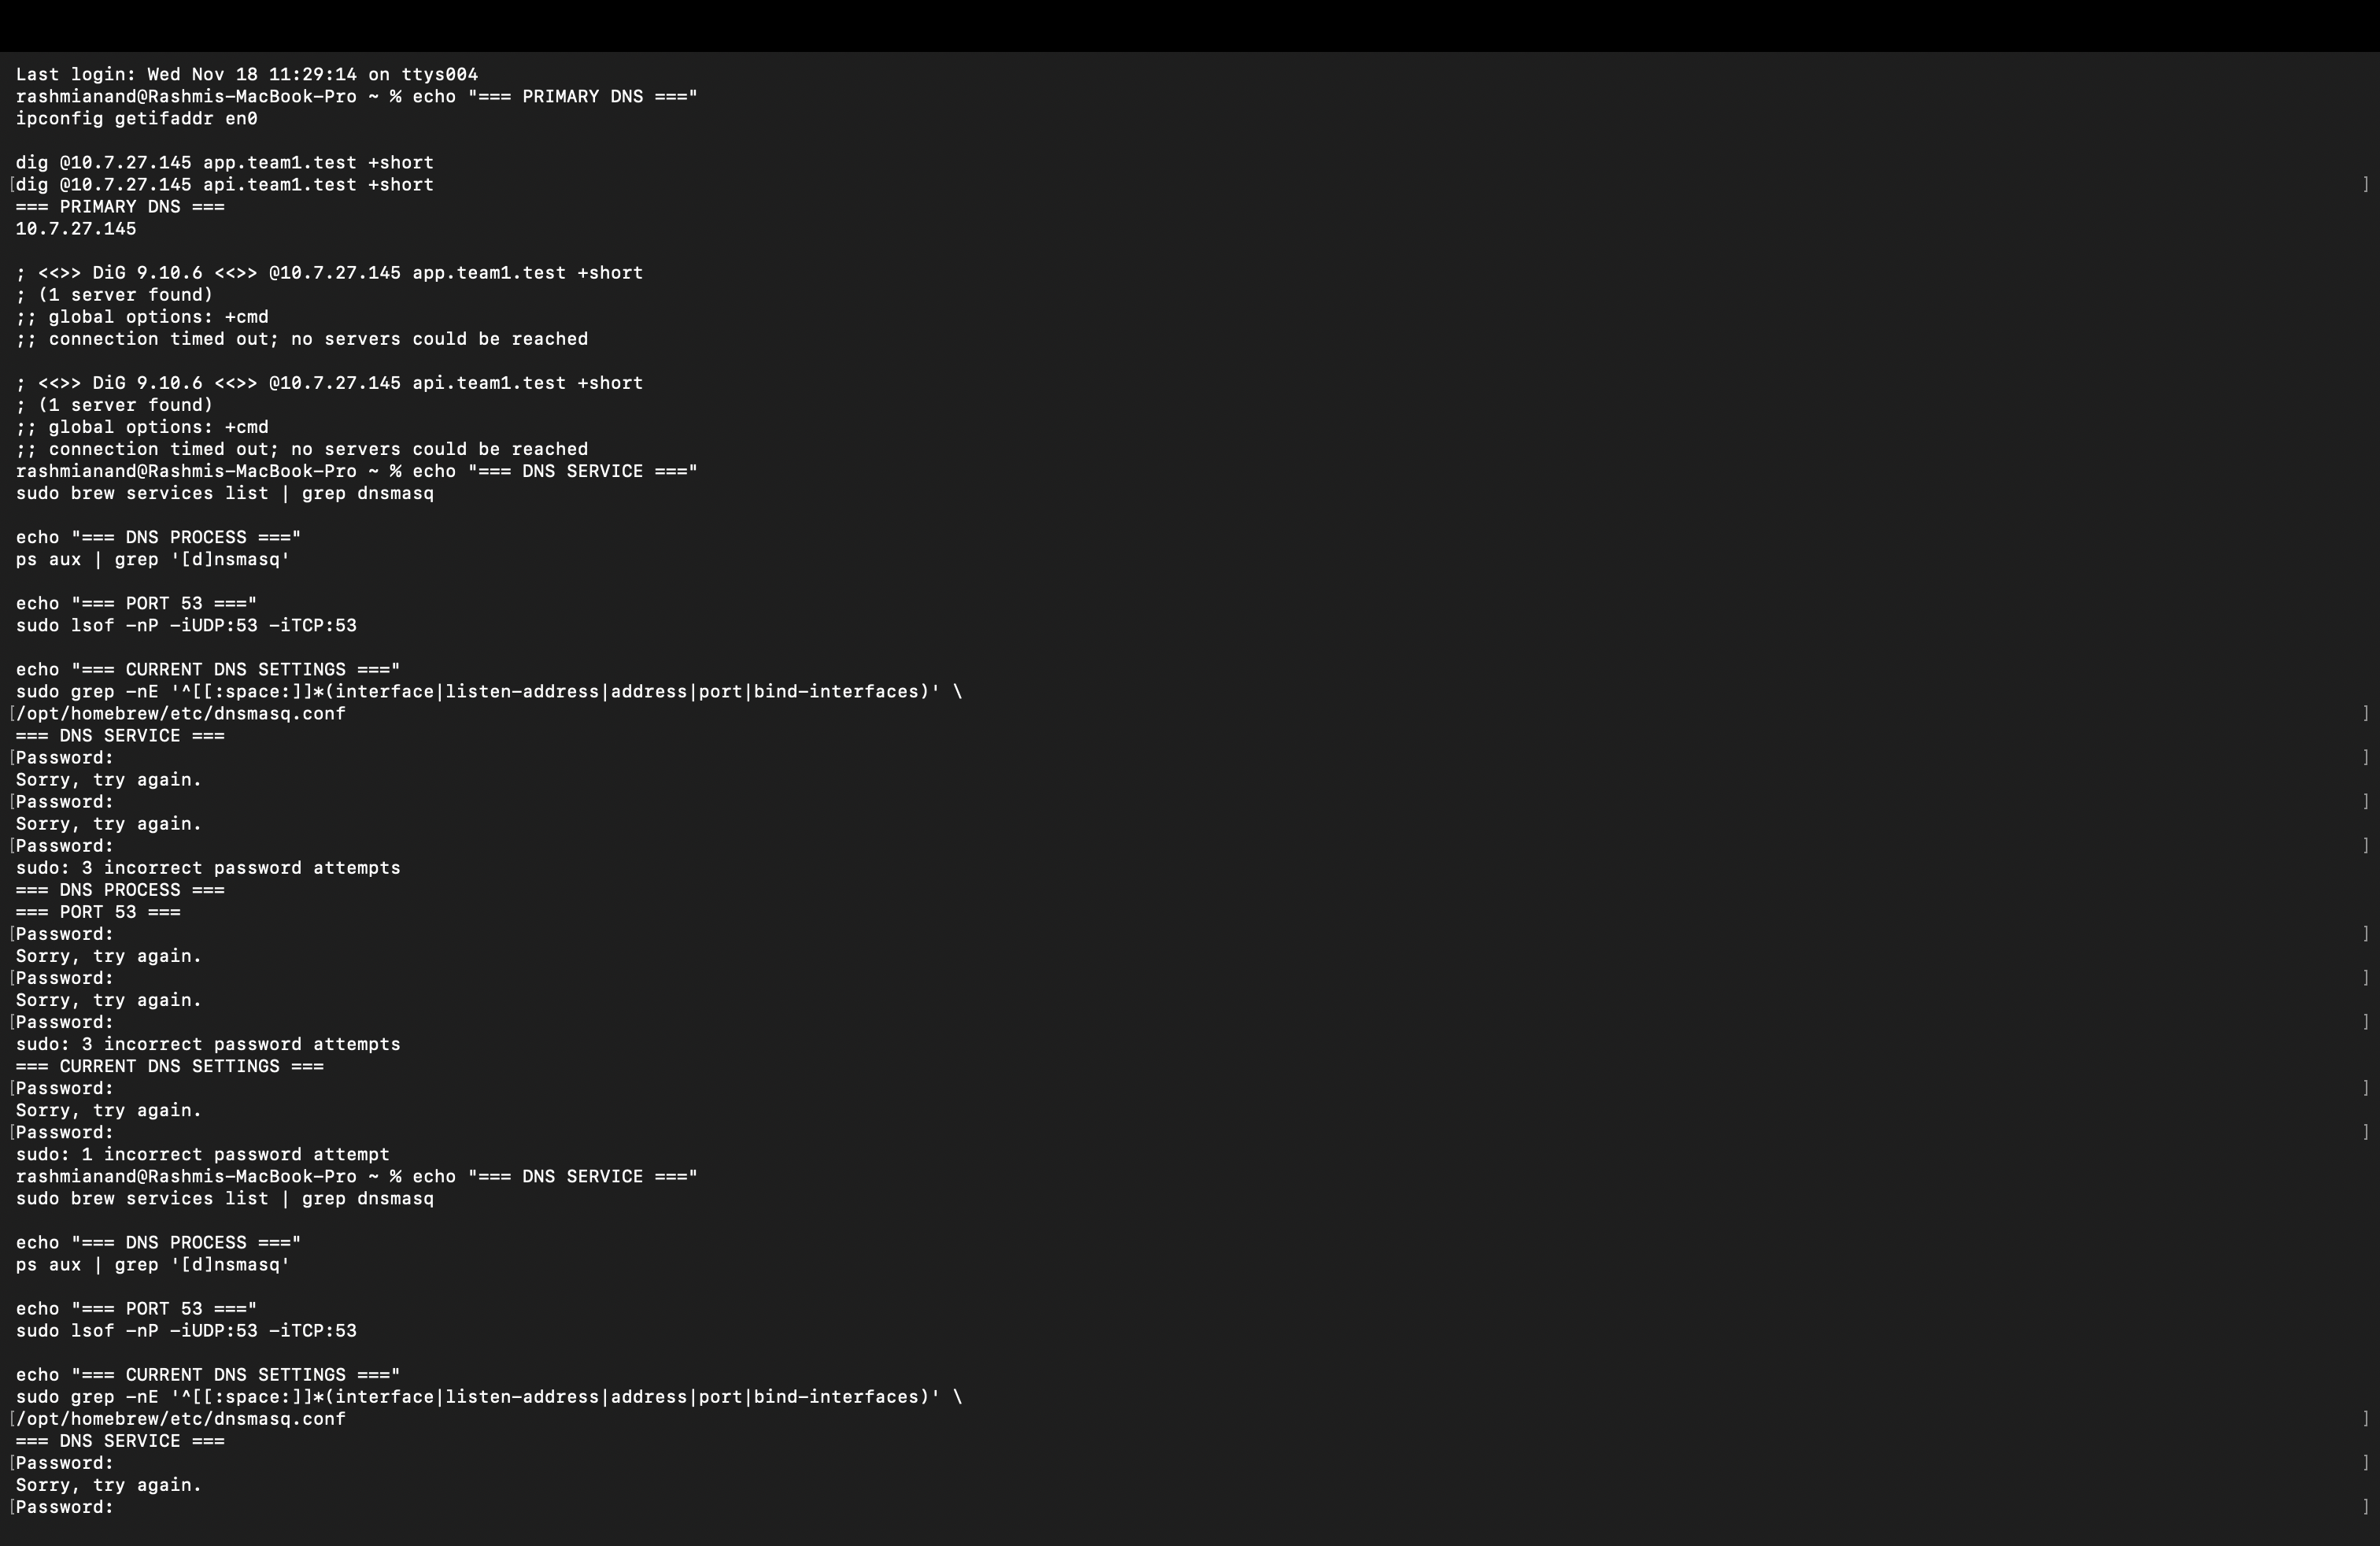 Last login: Wed Nov 18 11:29:14 on ttys004
rashmianand@Rashmis-MacBook-Pro ~ % echo "=== PRIMARY DNS ==="
ipconfig getifaddr en0
dig @10.7.27.145 app.team1.test +short
[dig @10.7.27.145 api.team1.test +short ]
=== PRIMARY DNS ===
10.7.27.145
; <<>> DiG 9.10.6 <<>> @10.7.27.145 app.team1.test +short
; (1 server found)
;; global options: +cmd
;; connection timed out; no servers could be reached
; <<>> DiG 9.10.6 <<>> @10.7.27.145 api.team1.test +short
; (1 server found)
;; global options: +cmd
;; connection timed out; no servers could be reached
rashmianand@Rashmis-MacBook-Pro ~ % echo "=== DNS SERVICE ==="
sudo brew services list | grep dnsmasq
echo "=== DNS PROCESS ==="
ps aux | grep '[d]nsmasq'
echo "=== PORT 53 ==="
sudo lsof -nP -iUDP:53 -iTCP:53
echo "=== CURRENT DNS SETTINGS ==="
sudo grep -nE '^[[:space:]]*(interface|listen-address|address|port|bind-interfaces)' \
[/opt/homebrew/etc/dnsmasq.conf ]
=== DNS SERVICE ===
[Password: ]
Sorry, try again.
[Password: ]
Sorry, try again.
[Password: ]
sudo: 3 incorrect password attempts
=== DNS PROCESS ===
=== PORT 53 ===
[Password: ]
Sorry, try again.
[Password: ]
Sorry, try again.
[Password: ]
sudo: 3 incorrect password attempts
=== CURRENT DNS SETTINGS ===
[Password: ]
Sorry, try again.
[Password: ]
sudo: 1 incorrect password attempt
rashmianand@Rashmis-MacBook-Pro ~ % echo "=== DNS SERVICE ==="
sudo brew services list | grep dnsmasq
echo "=== DNS PROCESS ==="
ps aux | grep '[d]nsmasq'
echo "=== PORT 53 ==="
sudo lsof -nP -iUDP:53 -iTCP:53
echo "=== CURRENT DNS SETTINGS ==="
sudo grep -nE '^[[:space:]]*(interface|listen-address|address|port|bind-interfaces)' \
[/opt/homebrew/etc/dnsmasq.conf ]
=== DNS SERVICE ===
[Password: ]
Sorry, try again.
[Password: ]